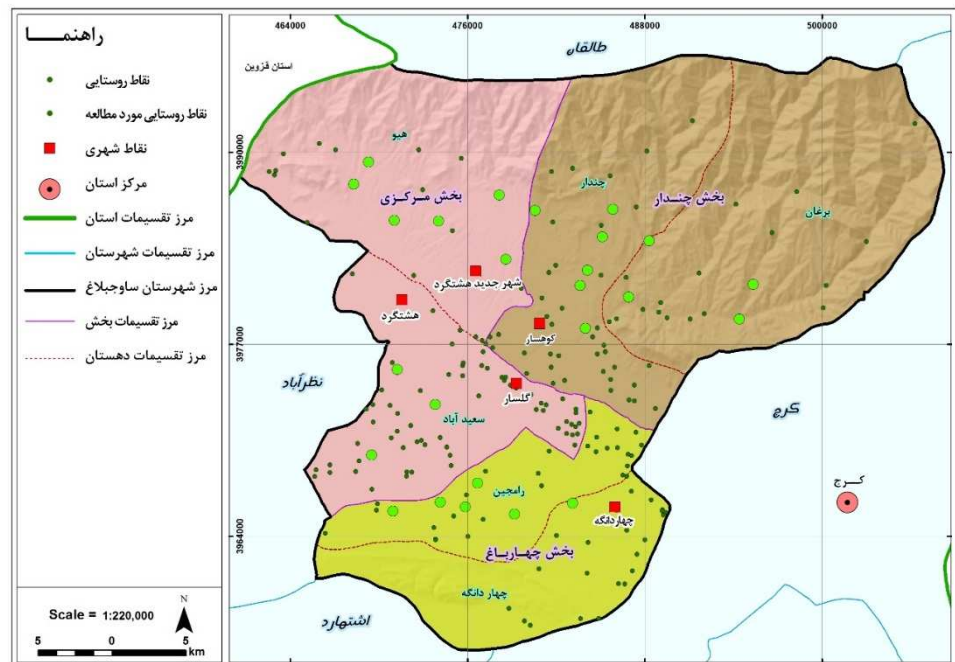 راهنمـــا
نقاط روستایی
نقاط روستایی مورد مطالعه
نقاط شهری
مرکز استان
مرز تقسیمات استان
مرز تقسیمات شهرستان
مرز شهرستان ساوجبلاغ
مرز تقسیمات بخش
مرز تقسیمات دهستان
Scale = 1:220,000
N
5 0 5
km
464000 476000 488000 500000
3990000
3977000
3964000
طالقان
استان قزوین
هیو
بخش مرکزی
چندار
بخش چندار
برغان
شهر جدید هشتگرد
هشتگرد
کوهسار
گلسار
نظرآباد
سعید آباد
کرج
کــرج
رامجین
چهاردانگه
بخش چهارباغ
چهار دانگه
اشتهارد